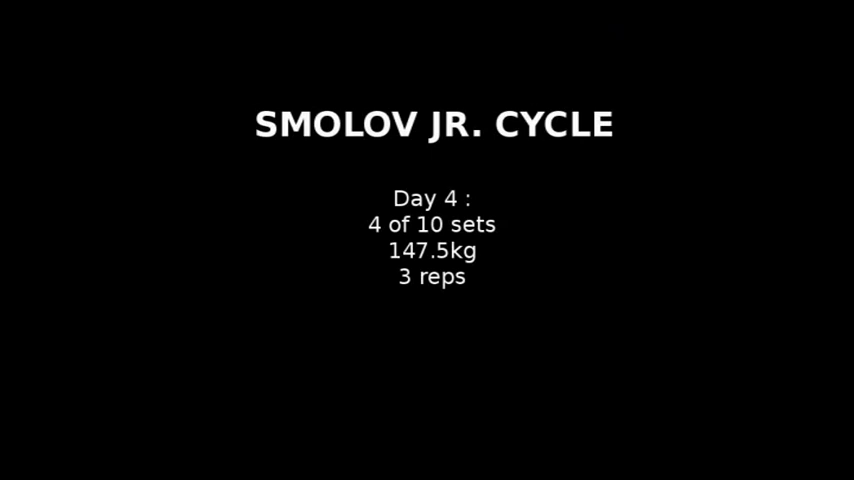 SMOLOV JR. CYCLE
Day 4 :
4 of 10 sets
147.5kg
3 reps